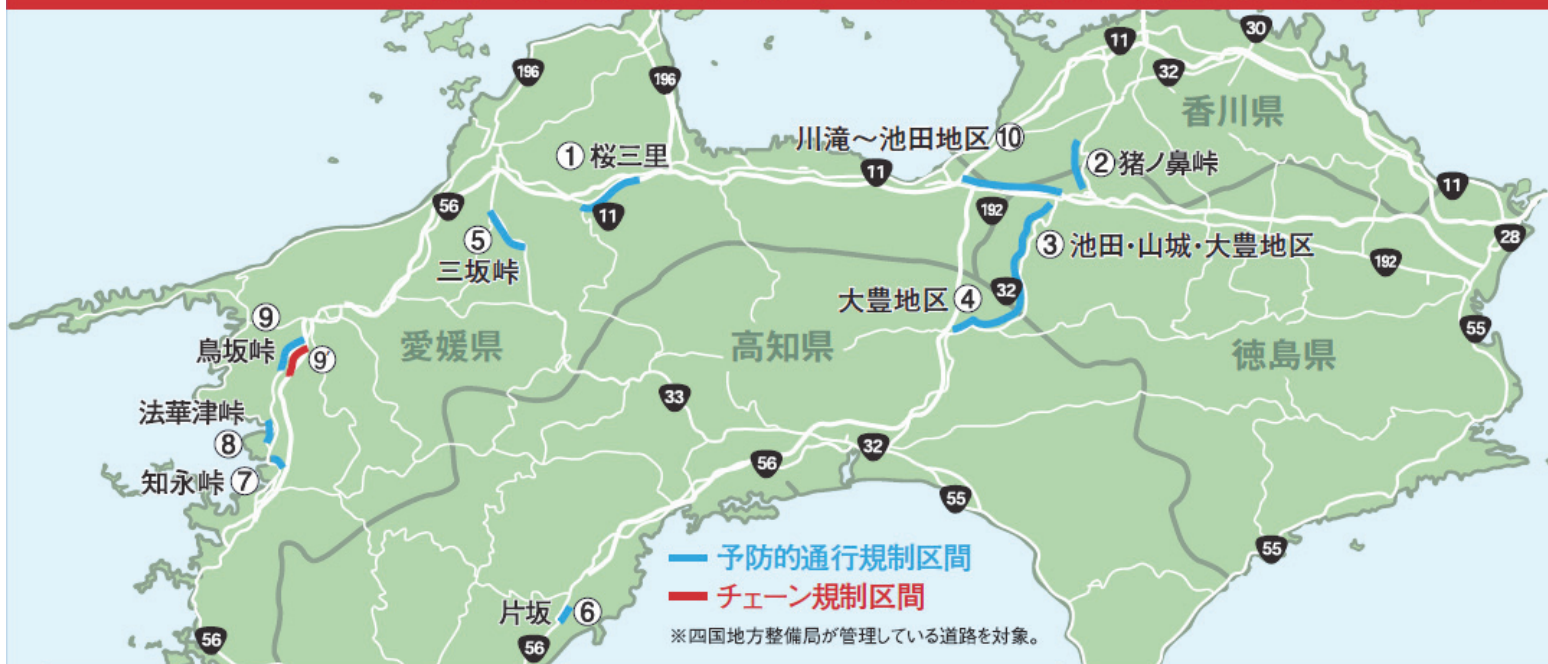 30
11
196
32
196
香川県
川滝～池田地区⑩
①桜三里
②猪ノ鼻峠
11
11
56
11
192
28
⑤
三坂峠
③池田・山城・大豊地区
192
大豊地区④
32
⑨
55
鳥坂峠
⑨'
愛媛県
高知県
徳島県
33
法華津峠
⑧
32
56
知永峠⑦
55
55
予防的通行規制区間
チェーン規制区間
片坂⑥
※四国地方整備局が管理している道路を対象。
56
56